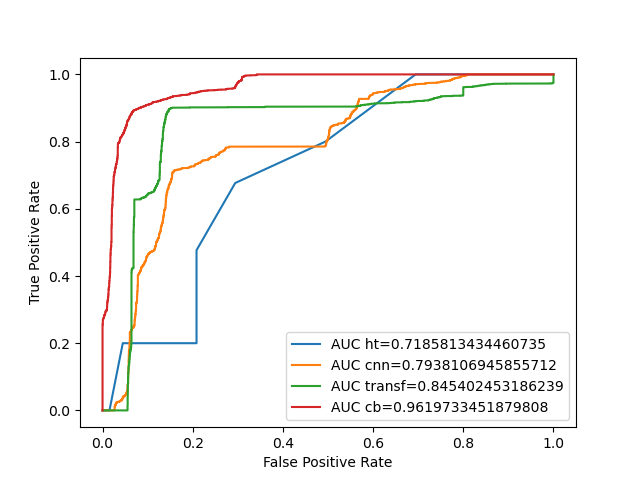 1.0
0.8
0.6
0.4
0.2
0.0
True Positive Rate
AUC ht=0.7185813434460735
AUC cnn=0.7938106945855712
AUC transf=0.845402453186239
AUC cb=0.9619733451879808
0.0 0.2 0.4 0.6 0.8 1.0
False Positive Rate